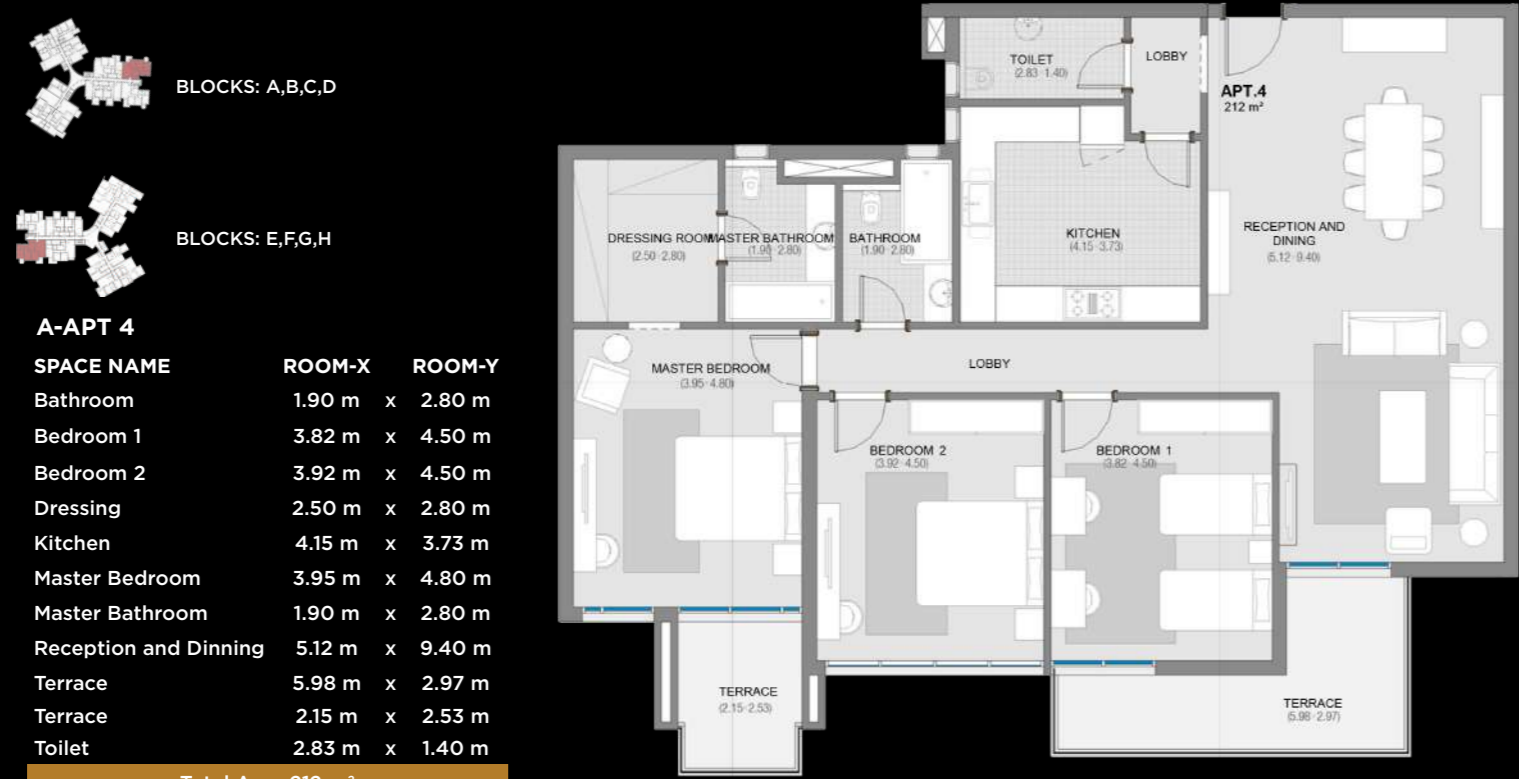 BLOCKS: A,B,C,D
BLOCKS: E,F,G,H
A-APT 4
SPACE NAME ROOM-X ROOM-Y
Bathroom 1.90 m x 2.80 m
Bedroom 1 3.82 m x 4.50 m
Bedroom 2 3.92 m x 4.50 m
Dressing 2.50 m x 2.80 m
Kitchen 4.15 m x 3.73 m
Master Bedroom 3.95 m x 4.80 m
Master Bathroom 1.90 m x 2.80 m
Reception and Dinning 5.12 m x 9.40 m
Terrace 5.98 m x 2.97 m
Terrace 2.15 m x 2.53 m
Toilet 2.83 m x 1.40 m
TOILET
(2.83-1.40)
LOBBY
APT.4
212 m²
RECEPTION AND
DINING
(5.12-9.40)
KITCHEN
(4.15-3.73)
DRESSING ROOM
(2.50-2.80)
MASTER BATHROOM
(1.90-2.80)
BATHROOM
(1.90-2.80)
LOBBY
MASTER BEDROOM
(3.95-4.80)
BEDROOM 2
(3.92-4.50)
BEDROOM 1
(3.82-4.50)
TERRACE
(2.15-2.53)
TERRACE
(5.98-2.97)